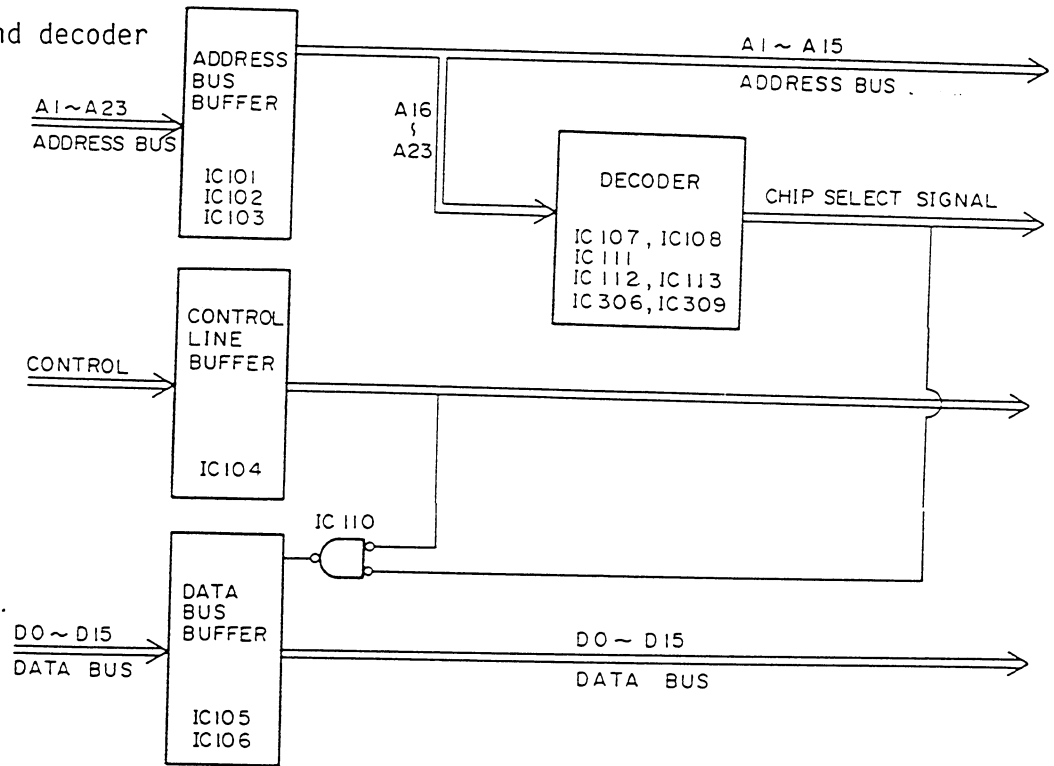 nd decoder
ADDRESS
BUS
BUFFER
IC101
IC102
IC103
A1~A23
ADDRESS BUS
A1~A15
ADDRESS BUS
A16
~
A23
DECODER
IC107, IC108
IC111
IC112, IC113
IC306, IC309
CHIP SELECT SIGNAL
CONTROL
LINE
BUFFER
IC104
CONTROL
IC110
DATA
BUS
BUFFER
IC105
IC106
D0~D15
DATA BUS
D0~D15
DATA BUS